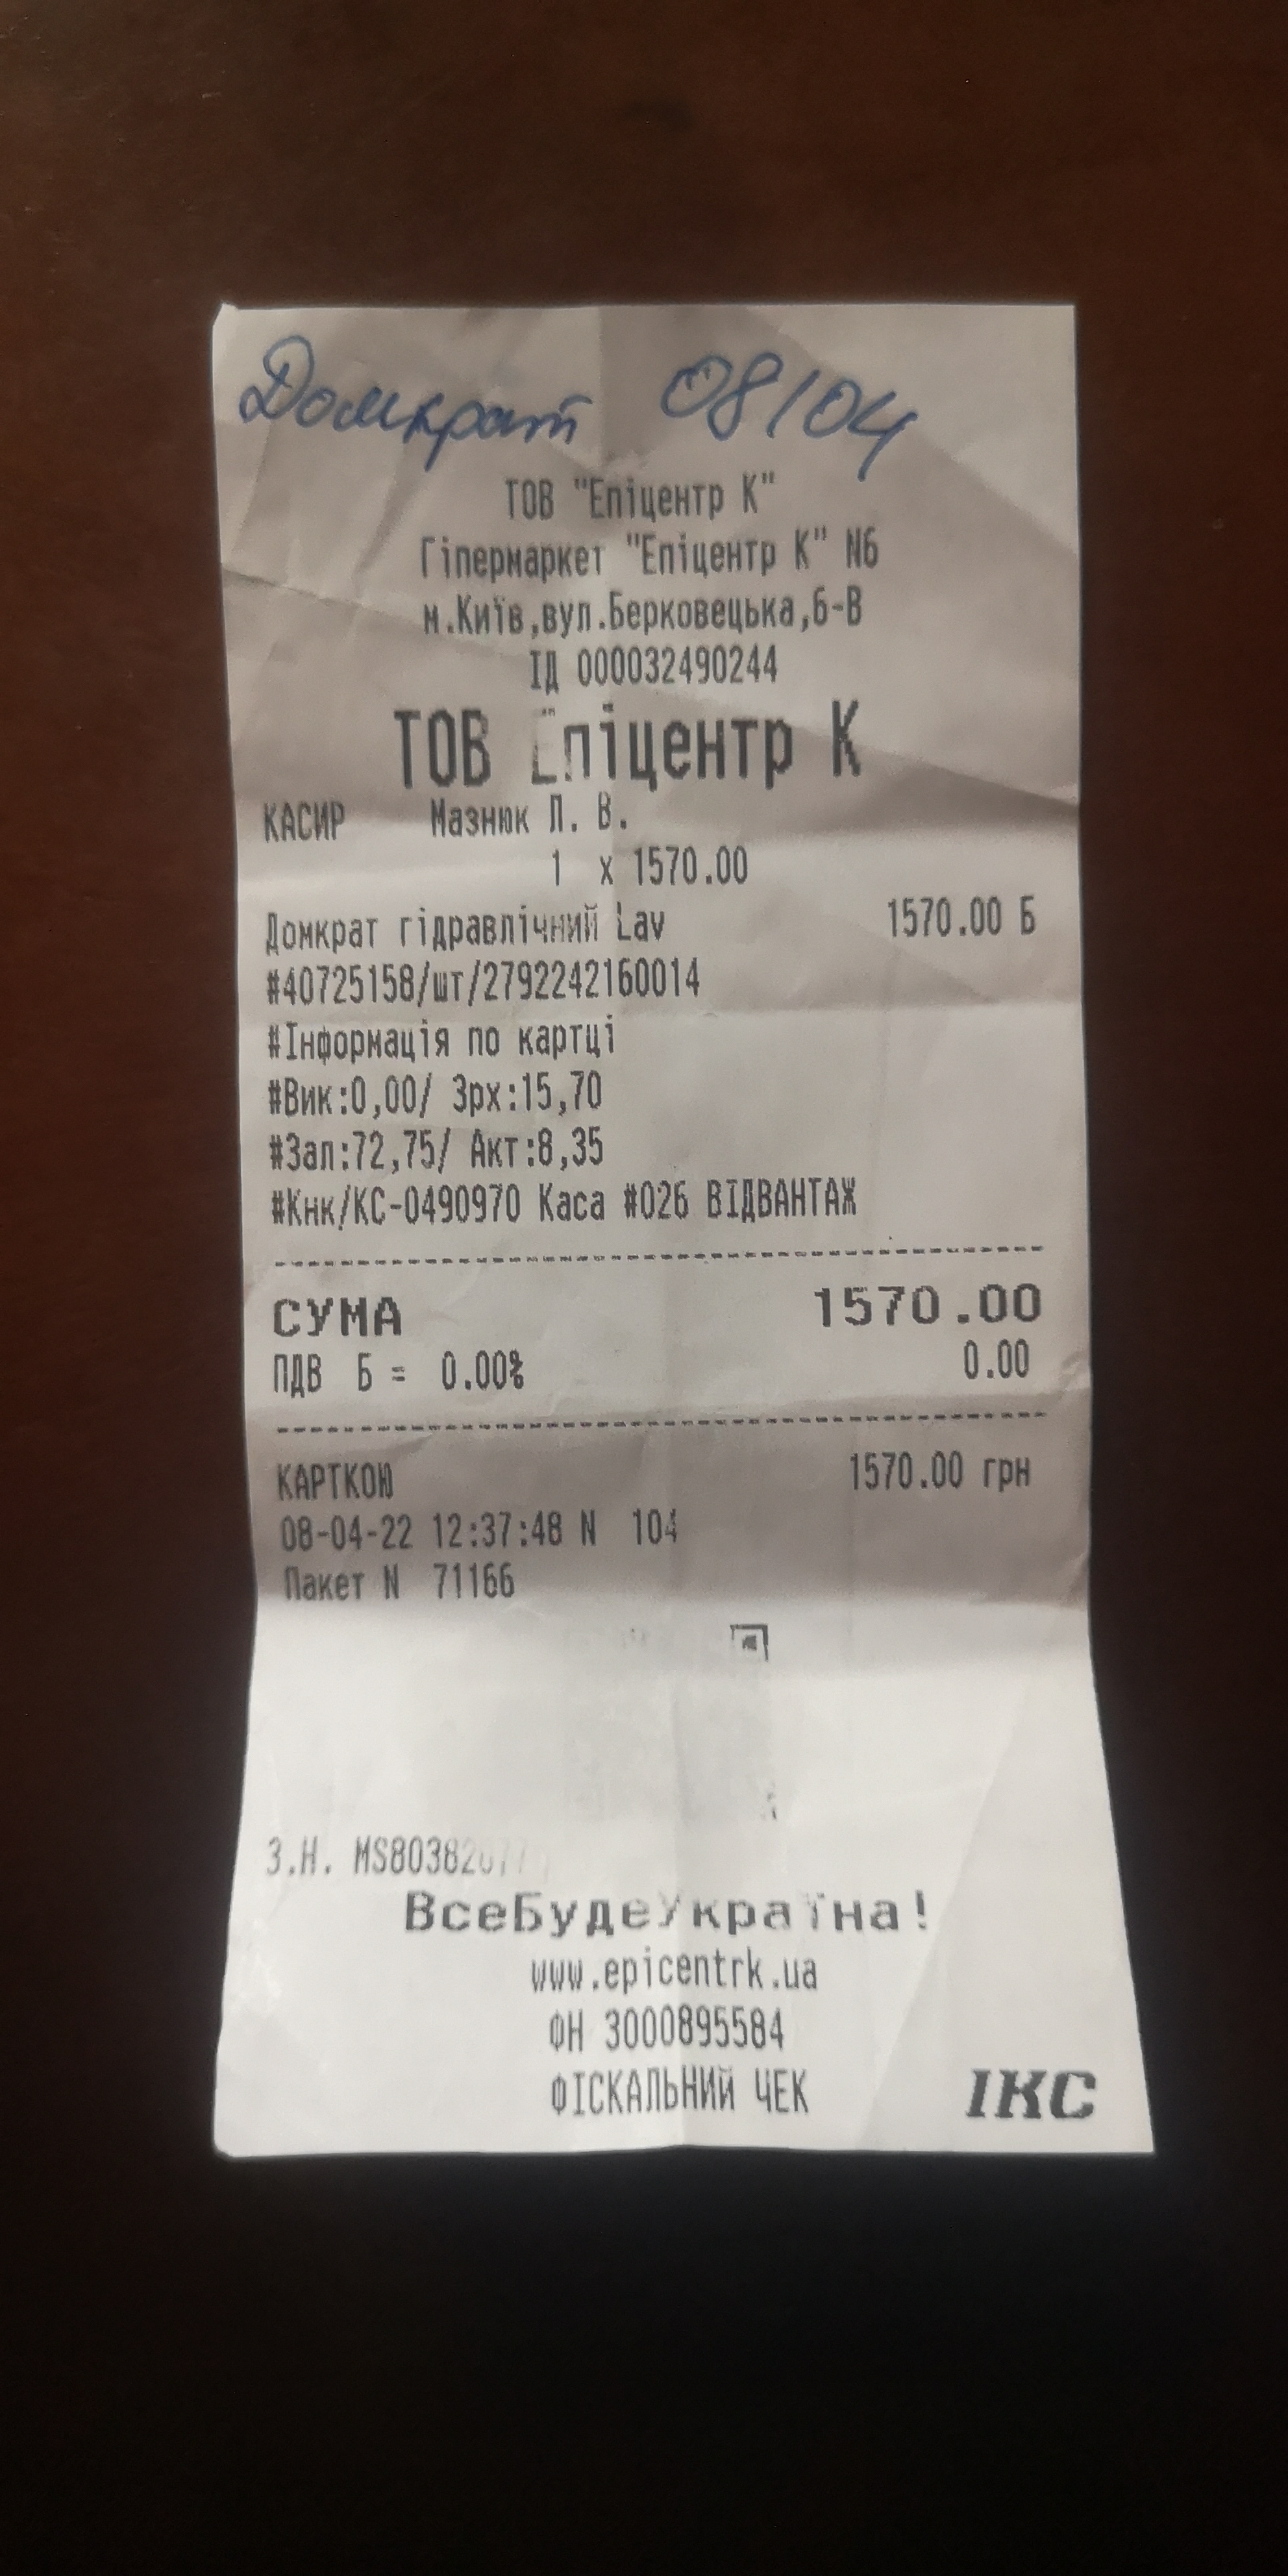 Домкрат 08/04
ТОВ "Епіцентр К"
Гіпермаркет "Епіцентр К" N6
м.Київ,вул.Берковецька,6-В
ІД 000032490244
ТОВ Епіцентр К
КАСИР Мазнюк Л. В.
1 х 1570.00
Домкрат гідравлічний Lav 1570.00 Б
#40725158/шт/2792242160014
#Інформація по картці
#Вик:0,00/ Зрх:15,70
#Зап:72,75/ Акт:8,35
#Кнк/КС-0490970 Каса #026 ВІДВАНТАЖ
СУМА 1570.00
ПДВ Б = 0.00% 0.00
КАРТКОЮ 1570.00 грн
08-04-22 12:37:48 N 104
Пакет N 71166
З.Н.
ВсеБудеУкраїна!
www.epicentrk.ua
ФН 3000895584
ФІСКАЛЬНИЙ ЧЕК ІКС